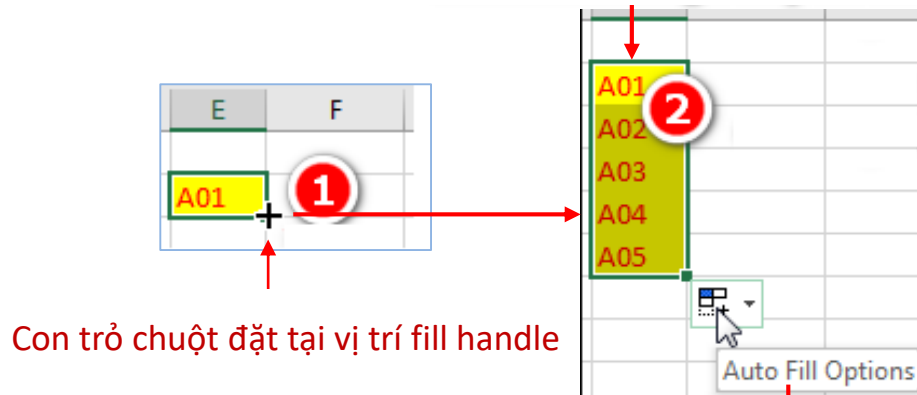 E F
A01
1
Con trỏ chuột đặt tại vị trí fill handle
A01
2
A02
A03
A04
A05
Auto Fill Options